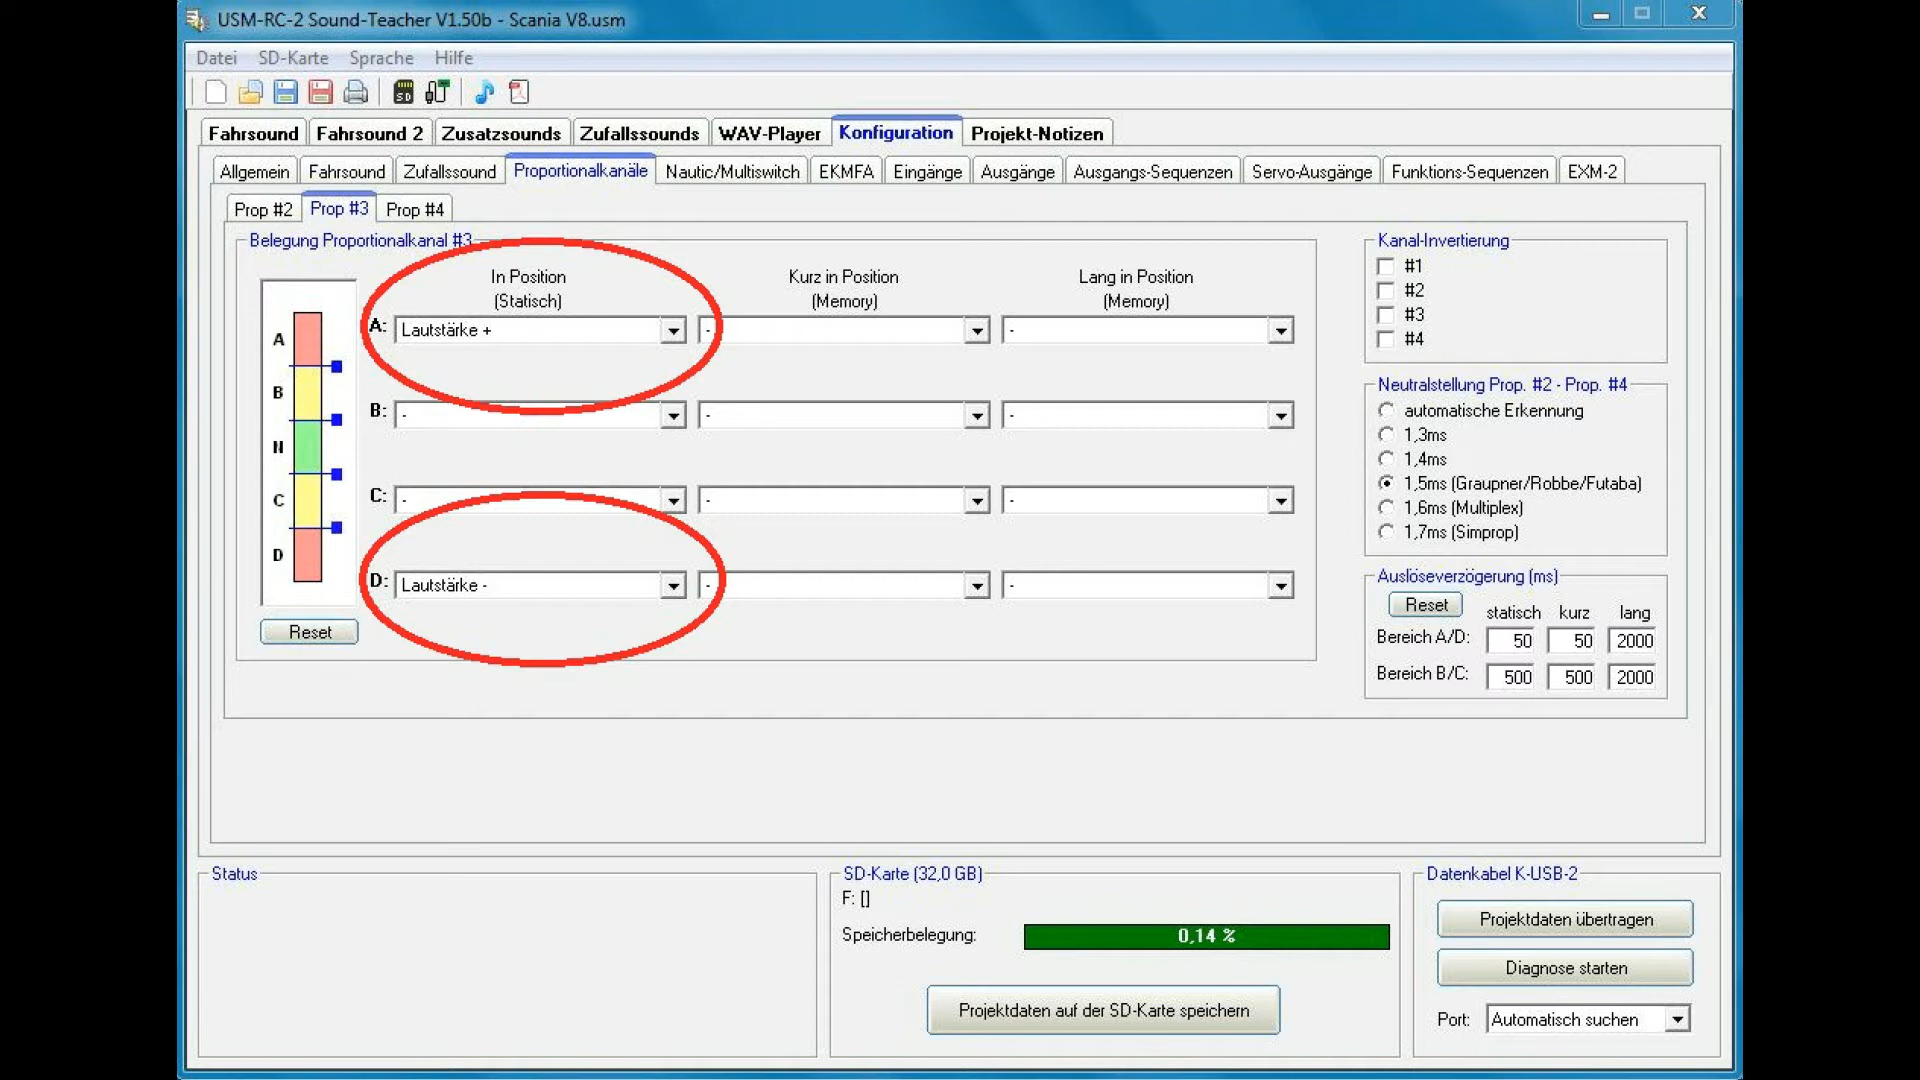 USM-RC-2 Sound-Teacher V1.50b - Scania V8.usm
Datei SD-Karte Sprache Hilfe
SD
Fahrsound Fahrsound 2 Zusatzsounds Zufallssounds WAV-Player Konfiguration Projekt-Notizen
Allgemein Fahrsound Zufallssound Proportionalkanäle Nautic/Multiswitch EKMFA Eingänge Ausgänge Ausgangs-Sequenzen Servo-Ausgänge Funktions-Sequenzen EXM-2
Prop #2 Prop #3 Prop #4
Belegung Proportionalkanal #3
In Position
(Statisch)
Kurz in Position
(Memory)
Lang in Position
(Memory)
A
B
N
C
D
A: Lautstärke + - -
B: - - -
C: - - -
D: Lautstärke - - -
Reset
Kanal-Invertierung
#1
#2
#3
#4
Neutralstellung Prop. #2 - Prop. #4
automatische Erkennung
1,3ms
1,4ms
1,5ms (Graupner/Robbe/Futaba)
1,6ms (Multiplex)
1,7ms (Simprop)
Auslöseverzögerung (ms)
Reset statisch kurz lang
Bereich A/D: 50 50 2000
Bereich B/C: 500 500 2000
Status
SD-Karte (32,0 GB)
F: []
Speicherbelegung: 0,14 %
Projektdaten auf der SD-Karte speichern
Datenkabel K-USB-2
Projektdaten übertragen
Diagnose starten
Port: Automatisch suchen